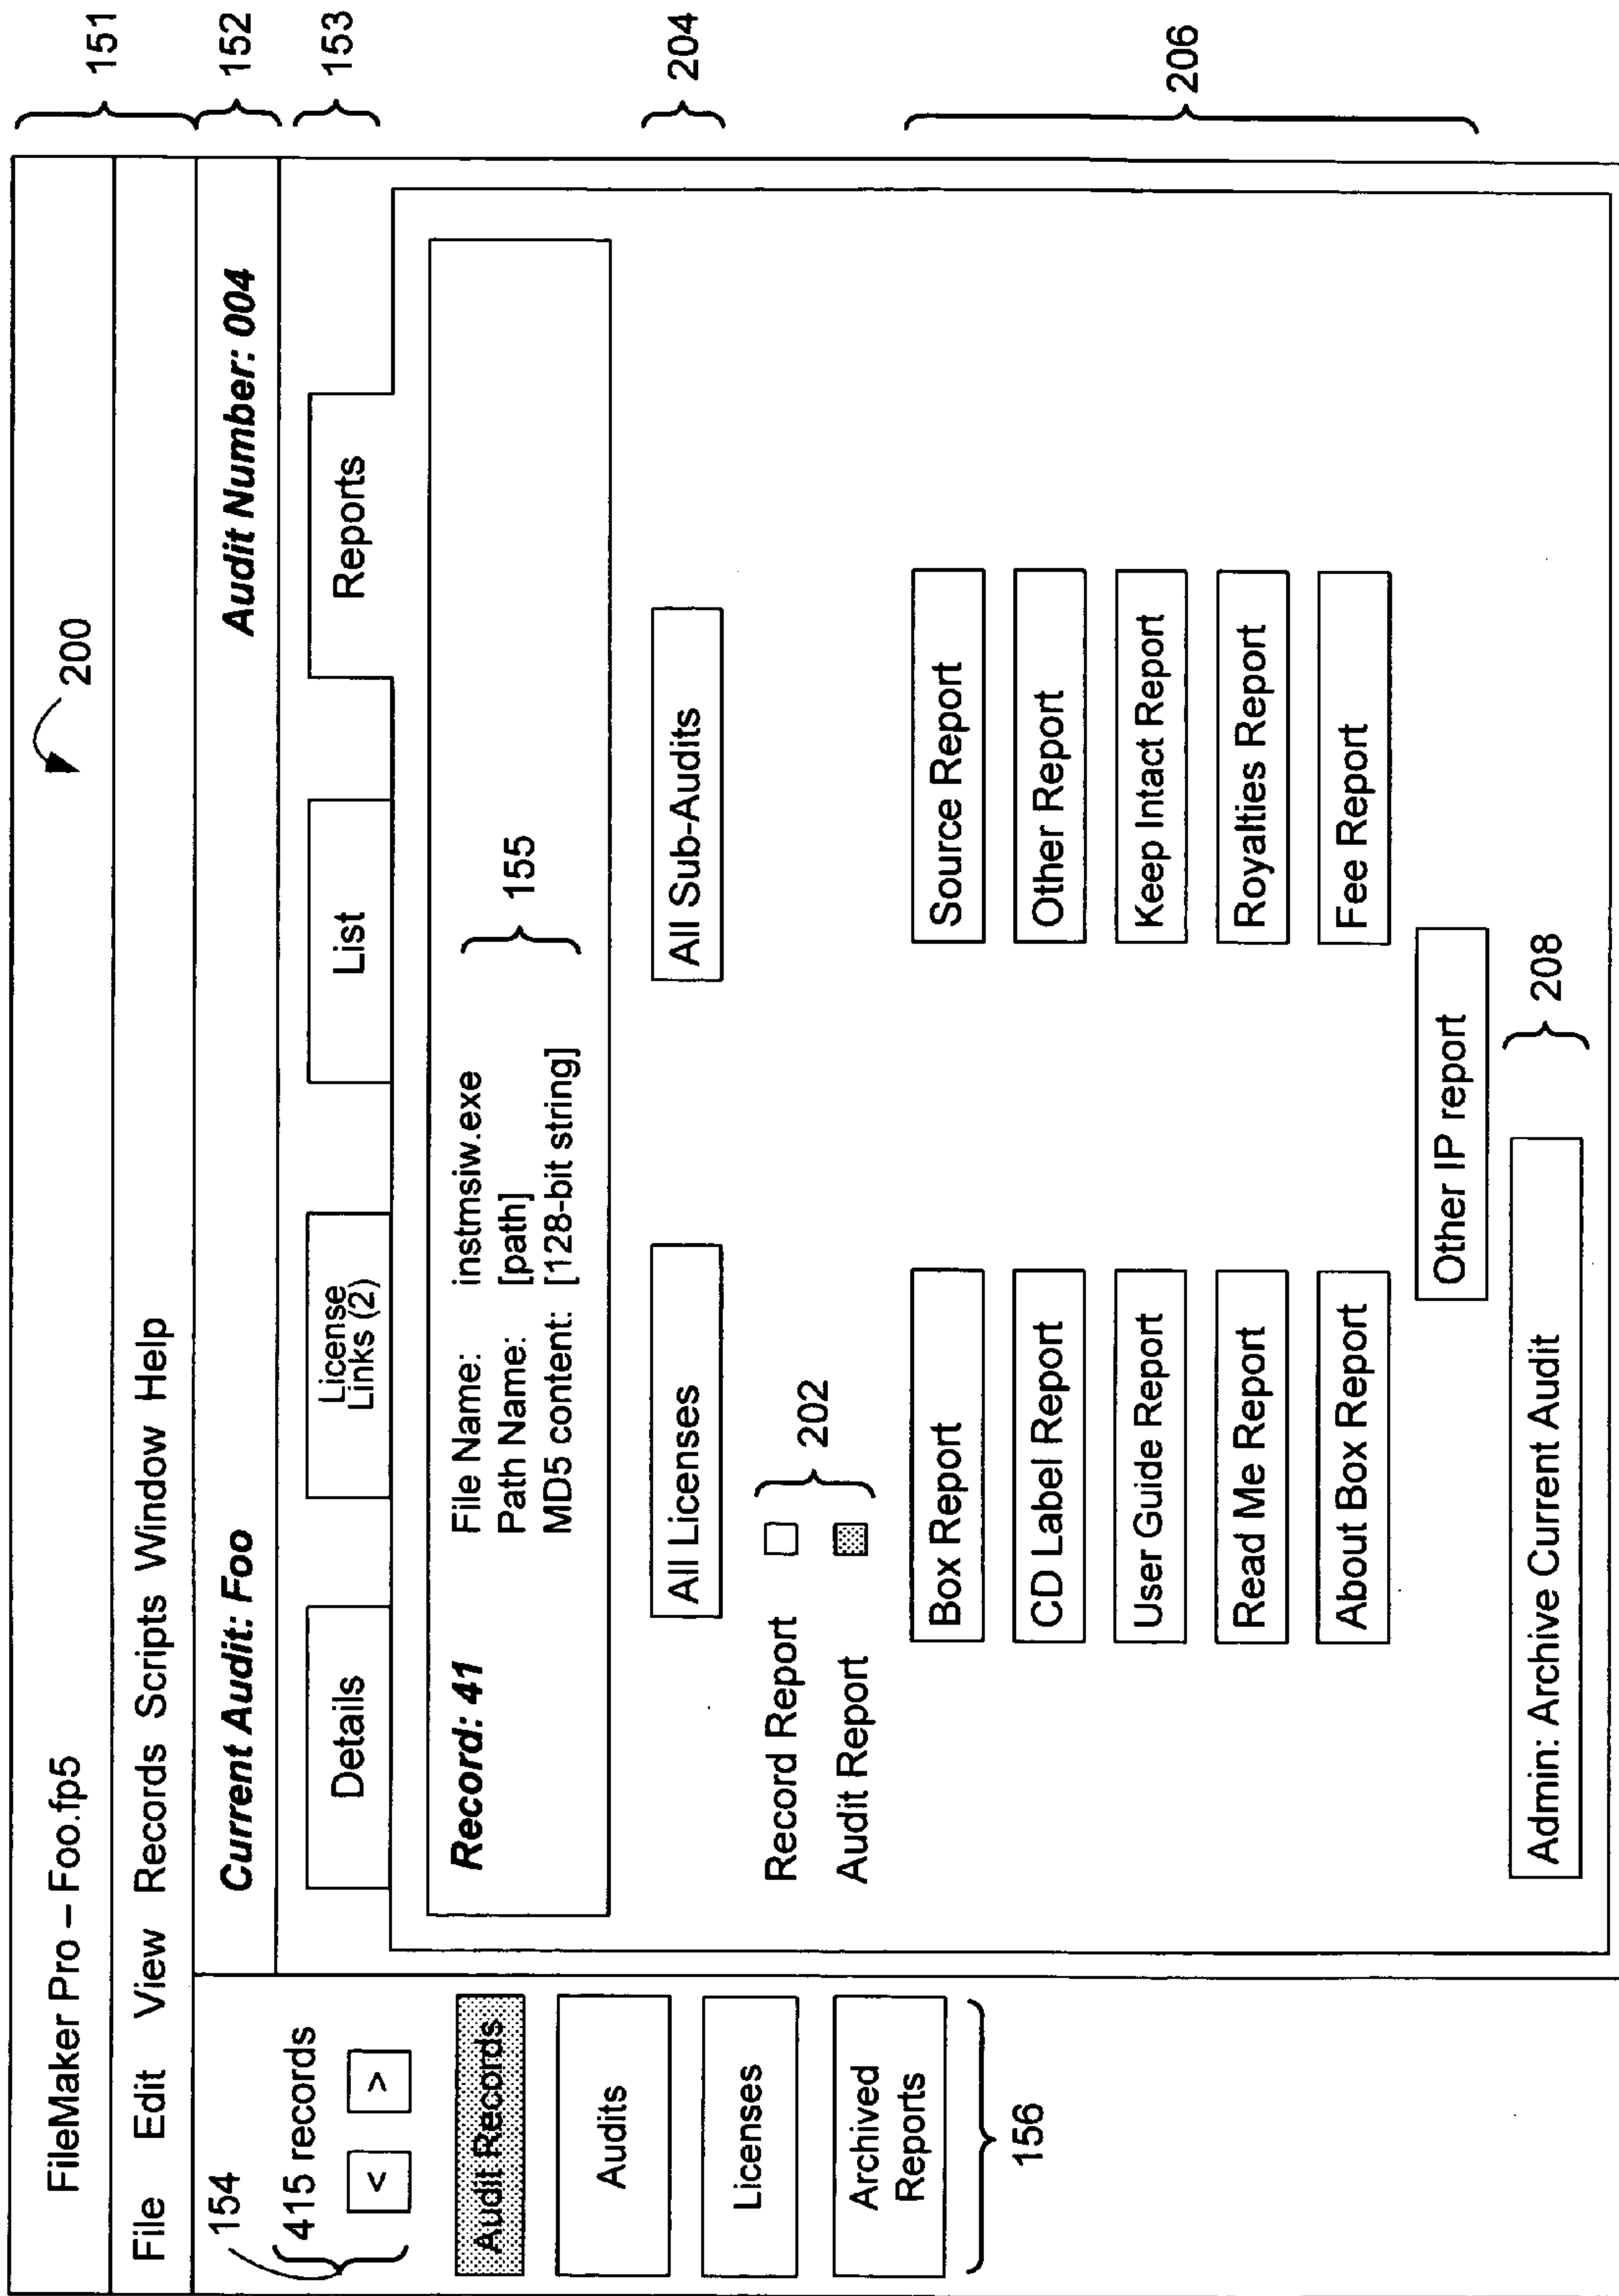 FileMaker Pro – Foo.fp5
200
151
File Edit View Records Scripts Window Help
154
415 records
< >
Current Audit: Foo
Audit Number: 004
152
Details
License
Links (2)
List
Reports
153
Audit Records
Audits
Licenses
Archived
Reports
156
Record: 41
File Name: instmsiw.exe
Path Name: [path]
MD5 content: [128-bit string]
155
All Licenses
All Sub-Audits
204
Record Report
Audit Report
202
Box Report
Source Report
CD Label Report
Other Report
User Guide Report
Keep Intact Report
Read Me Report
Royalties Report
About Box Report
Fee Report
206
Other IP report
Admin: Archive Current Audit
208